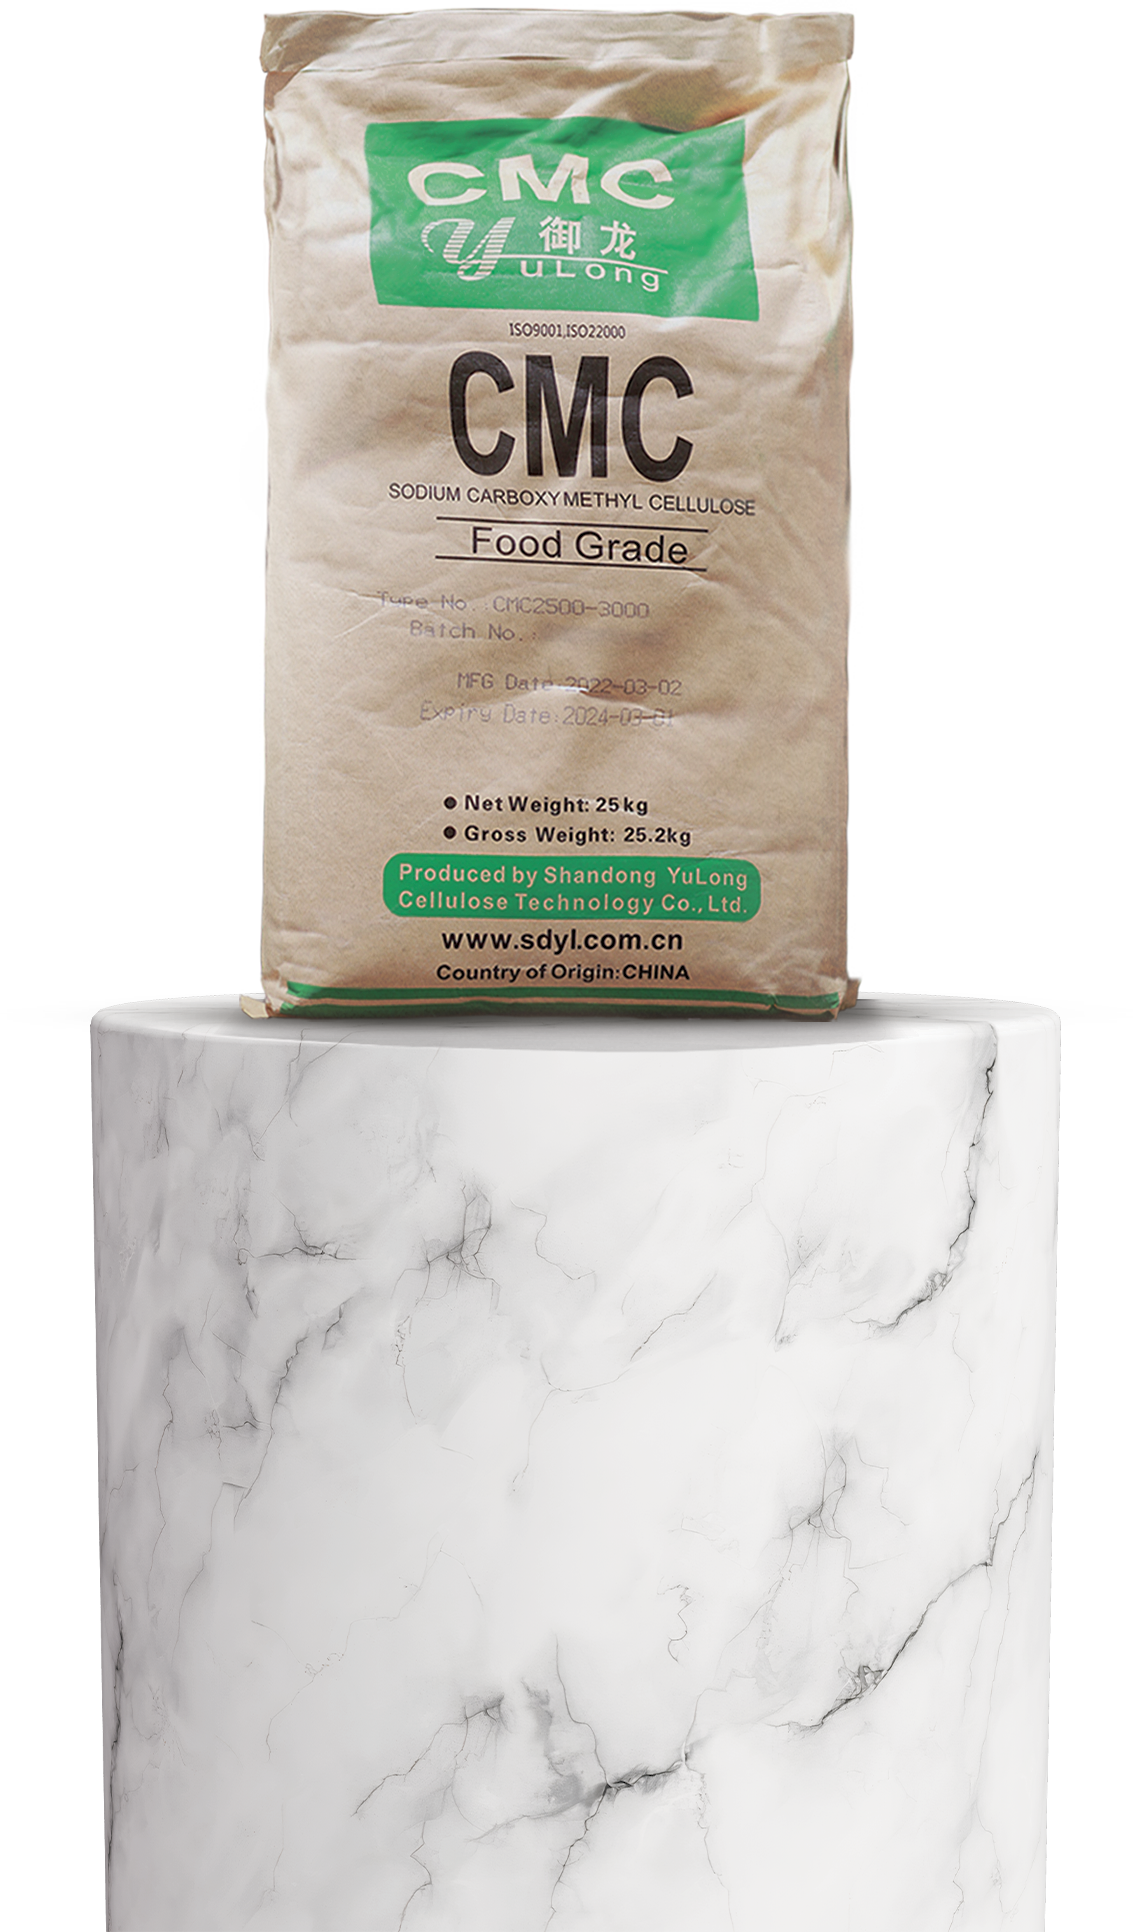 CMC
御龙
YuLong
ISO9001,ISO22000
CMC
SODIUM CARBOXYMETHYL CELLULOSE
Food Grade
Type No.:CMC2500-3000
Batch No.:
MFG Date:2022-03-02
Expiry Date:2024-03-01
● Net Weight: 25kg
● Gross Weight: 25.2kg
Produced by Shandong YuLong
Cellulose Technology Co., Ltd.
www.sdyl.com.cn
Country of Origin:CHINA